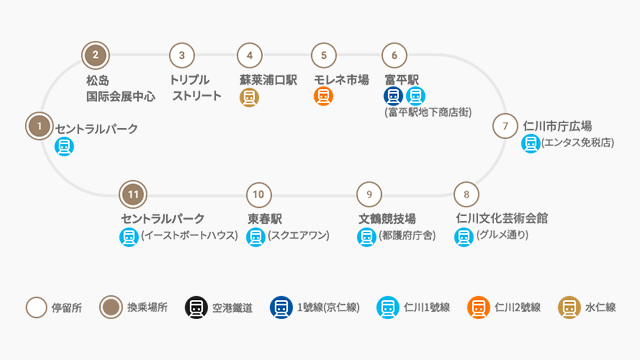 2
3
4
5
6
松島
国際会展中心
トリプル
ストリート
蘇莱浦口駅
モレネ市場
富平駅
(富平駅地下商店街)
1
セントラルパーク
7
仁川市庁広場
(エンタス免税店)
11
セントラルパーク
(イーストボートハウス)
10
東春駅
(スクエアワン)
9
文鶴競技場
(都護府庁舎)
8
仁川文化芸術会館
(グルメ通り)
停留所
換乗場所
空港鐵道
1號線(京仁線)
仁川1號線
仁川2號線
水仁線